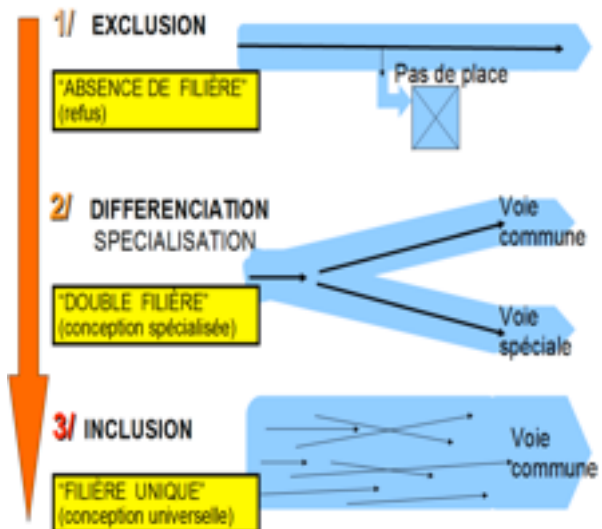 1/ EXCLUSION
Pas de place
"ABSENCE DE FILIÈRE"
(refus)
2/ DIFFERENCIATION
SPECIALISATION
Voie
commune
"DOUBLE FILIÈRE"
(conception spécialisée)
Voie
spéciale
3/ INCLUSION
Voie
commune
"FILIÈRE UNIQUE"
(conception universelle)